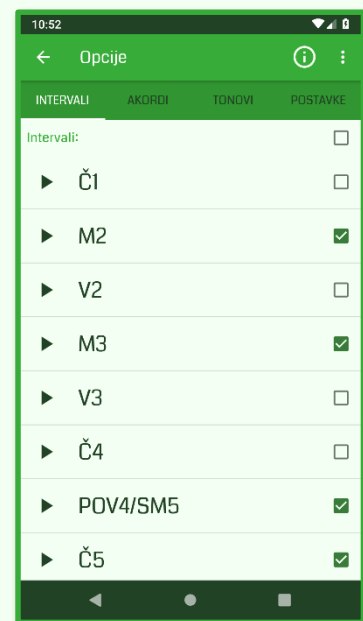 10:52
Opcije
INTERVALI AKORDI TONOVI POSTAVKE
Intervali:
Č1
M2
V2
M3
V3
Č4
POV4/SM5
Č5